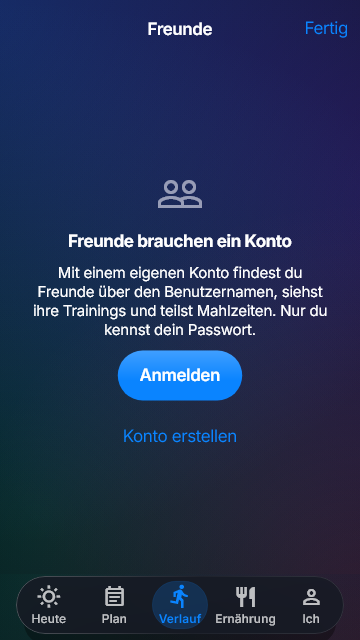 Freunde
Fertig
Freunde brauchen ein Konto
Mit einem eigenen Konto findest du
Freunde über den Benutzernamen, siehst
ihre Trainings und teilst Mahlzeiten. Nur du
kennst dein Passwort.
Anmelden
Konto erstellen
Heute
Plan
Verlauf
Ernährung
Ich